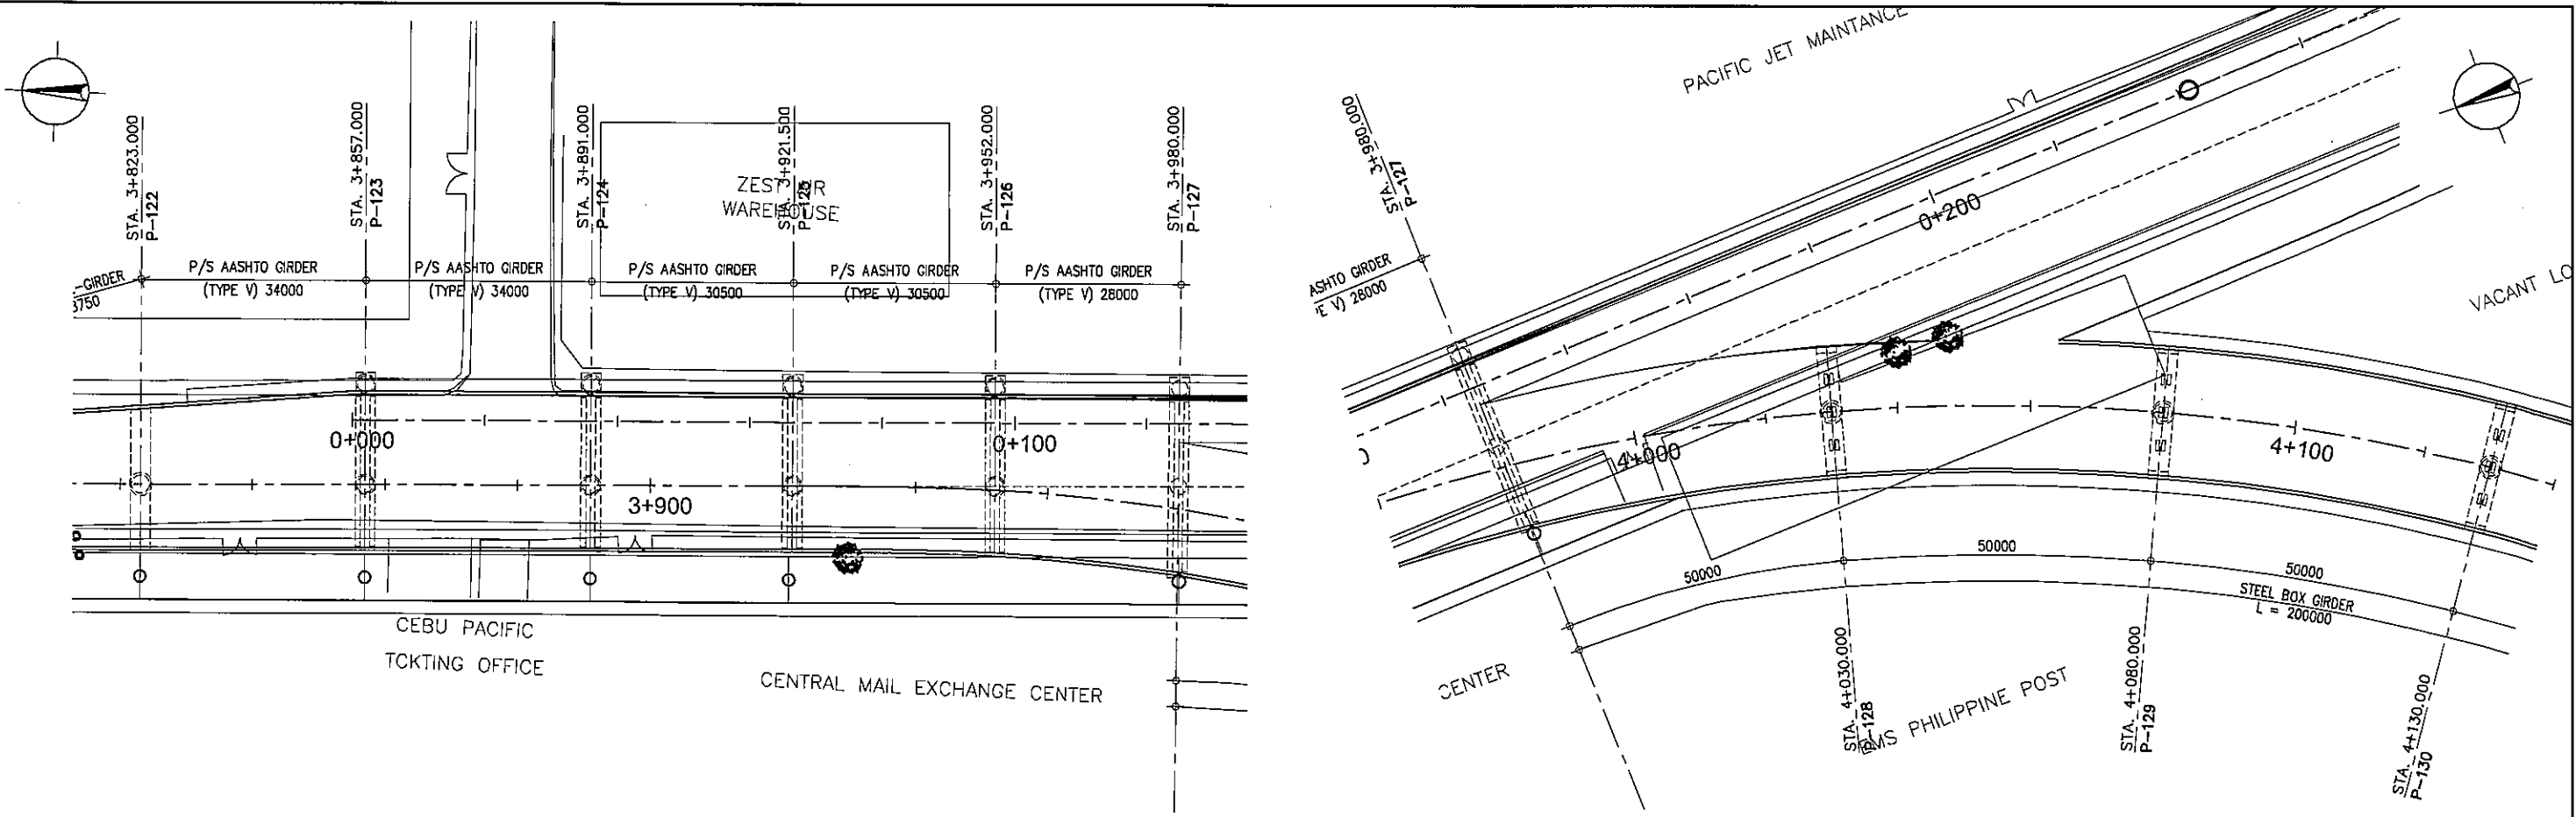 STA. 3+823.000
P-122
STA. 3+857.000
P-123
STA. 3+891.000
P-124
STA. 3+921.500
P-125
STA. 3+952.000
P-126
STA. 3+980.000
P-127
WAREHOUSE
-GIRDER
3750
P/S AASHTO GIRDER
(TYPE V) 34000
P/S AASHTO GIRDER
(TYPE V) 34000
P/S AASHTO GIRDER
(TYPE V) 30500
P/S AASHTO GIRDER
(TYPE V) 30500
P/S AASHTO GIRDER
(TYPE V) 28000
0+000
0+100
3+900
CEBU PACIFIC
TCKTING OFFICE
CENTRAL MAIL EXCHANGE CENTER
PACIFIC JET MAINTANCE
STA. 3+980.000
P-127
ASHTO GIRDER
E V) 28000
0+200
VACANT LO
4+000
4+100
50000
50000
50000
STEEL BOX GIRDER
L = 200000
CENTER
EMS PHILIPPINE POST
STA. 4+030.000
P-128
STA. 4+080.000
P-129
STA. 4+130.000
P-130